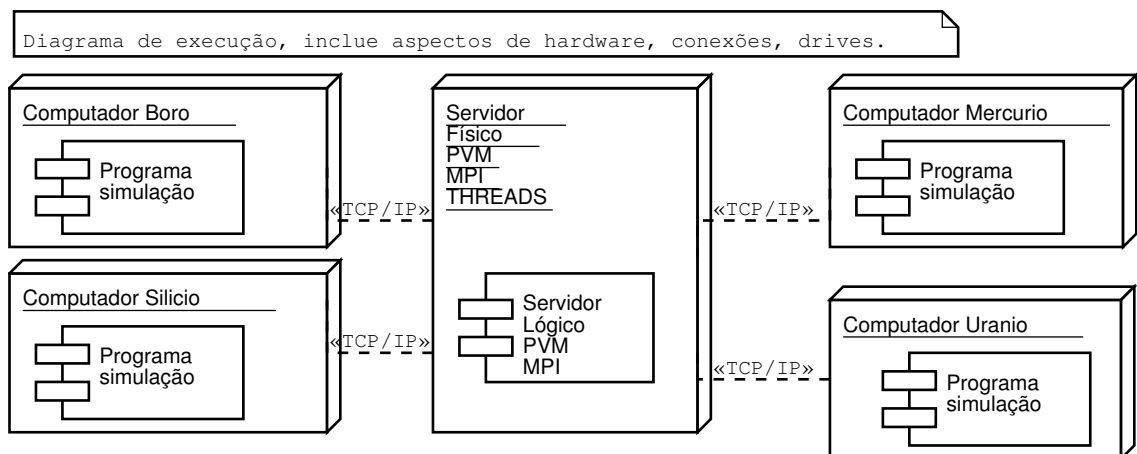 Diagrama de execução, inclue aspectos de hardware, conexões, drives.
Computador Boro
Programa
simulação
«TCP/IP»
Computador Silicio
Programa
simulação
«TCP/IP»
Servidor
Físico
PVM
MPI
THREADS
Servidor
Lógico
PVM
MPI
«TCP/IP»
Computador Mercurio
Programa
simulação
«TCP/IP»
Computador Uranio
Programa
simulação